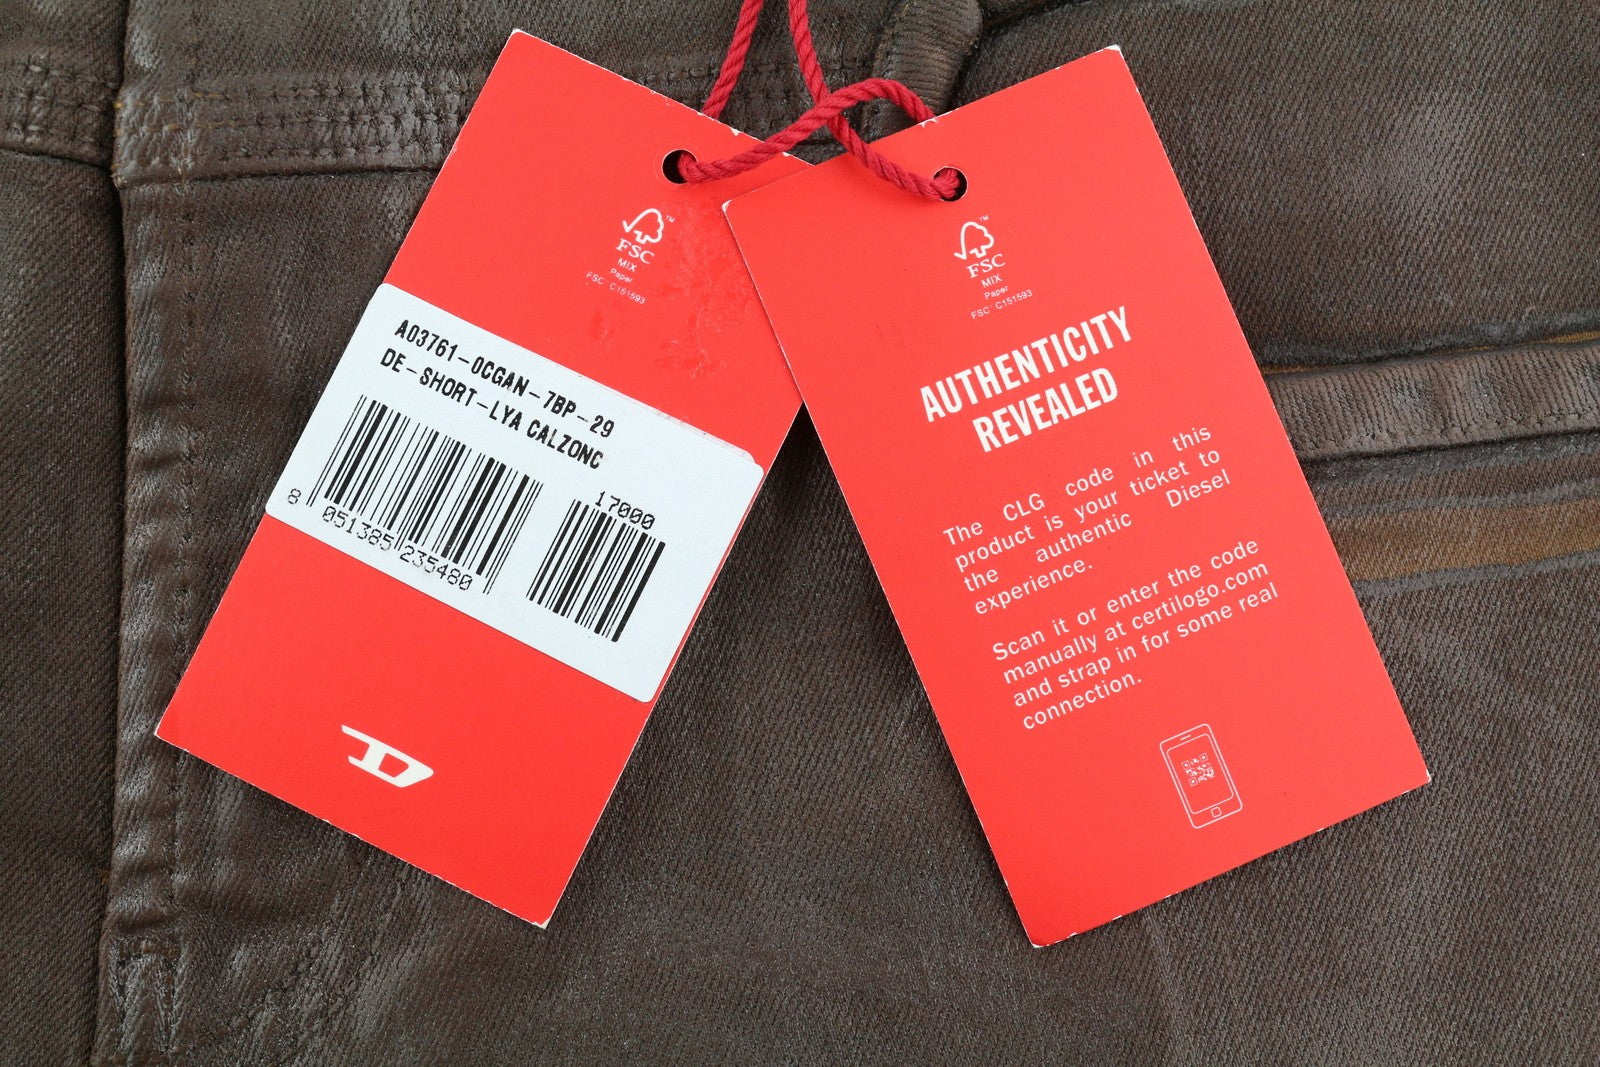 FSC
MIX
Paper
FSC C151593
A03761-0CGAN-7BP-29
DE-SHORT-LYA CALZONC
17000
8 051385 235480
D
FSC
MIX
Paper
FSC C151593
AUTHENTICITY
REVEALED
The CLG code in this
product is your ticket to
the authentic Diesel
experience.
Scan it or enter the code
manually at certilogo.com
and strap in for some real
connection.